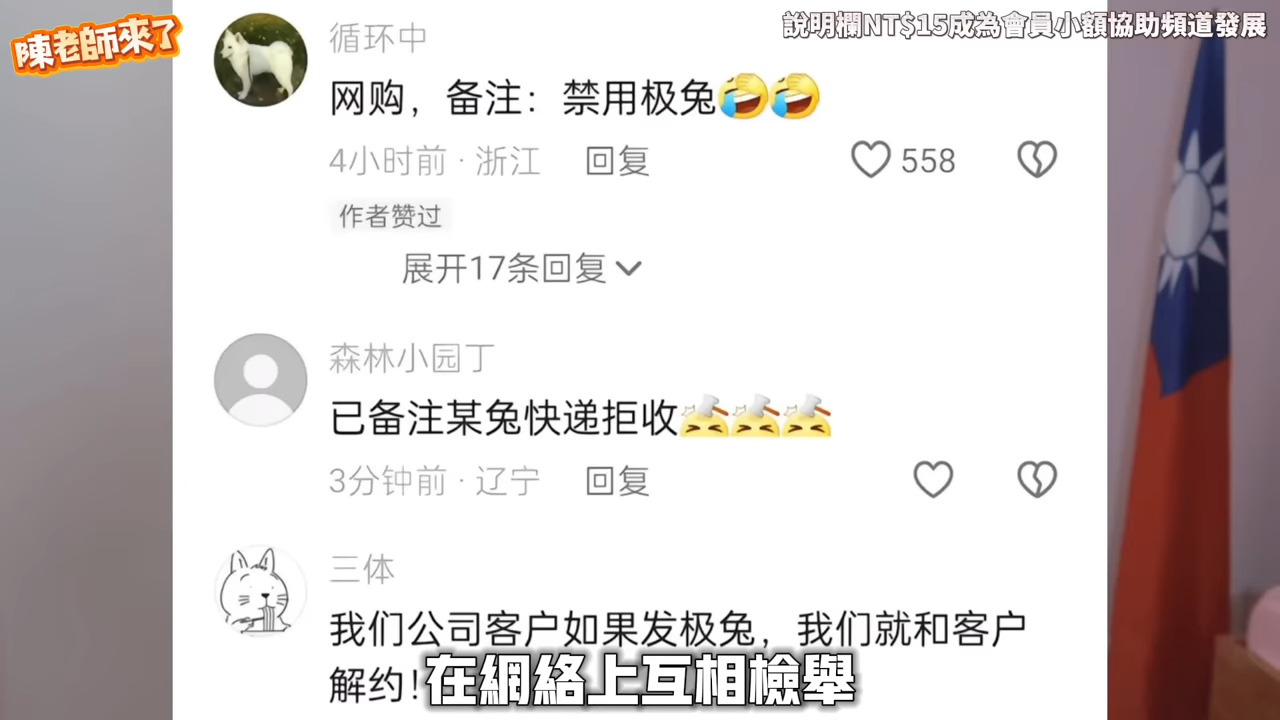 陳老師來了
說明欄NT$15成為會員小額協助頻道發展
循环中
网购，备注：禁用极兔🤣🤣
4小时前 · 浙江 回复 558
作者赞过
展开17条回复
森林小园丁
已备注某兔快递拒收
3分钟前 · 辽宁 回复
三体
我们公司客户如果发极兔，我们就和客户
解约！
在網絡上互相檢舉